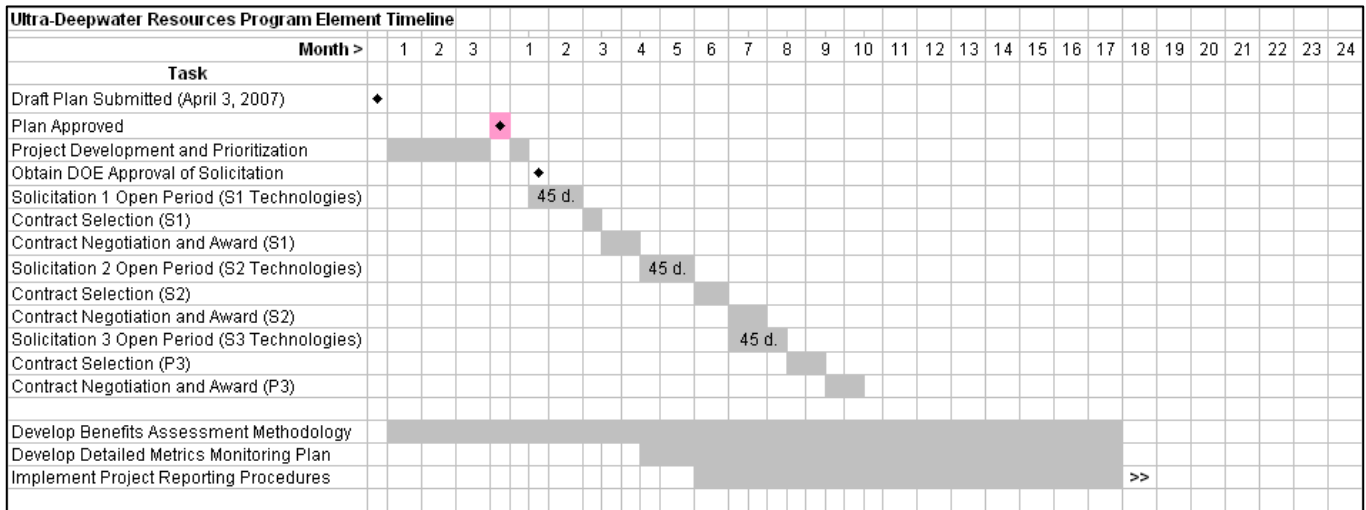 Ultra-Deepwater Resources Program Element Timeline
Month > 1 2 3 1 2 3 4 5 6 7 8 9 10 11 12 13 14 15 16 17 18 19 20 21 22 23 24
Task
Draft Plan Submitted (April 3, 2007)
Plan Approved
Project Development and Prioritization
Obtain DOE Approval of Solicitation
Solicitation 1 Open Period (S1 Technologies) 45 d.
Contract Selection (S1)
Contract Negotiation and Award (S1)
Solicitation 2 Open Period (S2 Technologies) 45 d.
Contract Selection (S2)
Contract Negotiation and Award (S2)
Solicitation 3 Open Period (S3 Technologies) 45 d.
Contract Selection (P3)
Contract Negotiation and Award (P3)
Develop Benefits Assessment Methodology
Develop Detailed Metrics Monitoring Plan
Implement Project Reporting Procedures >>